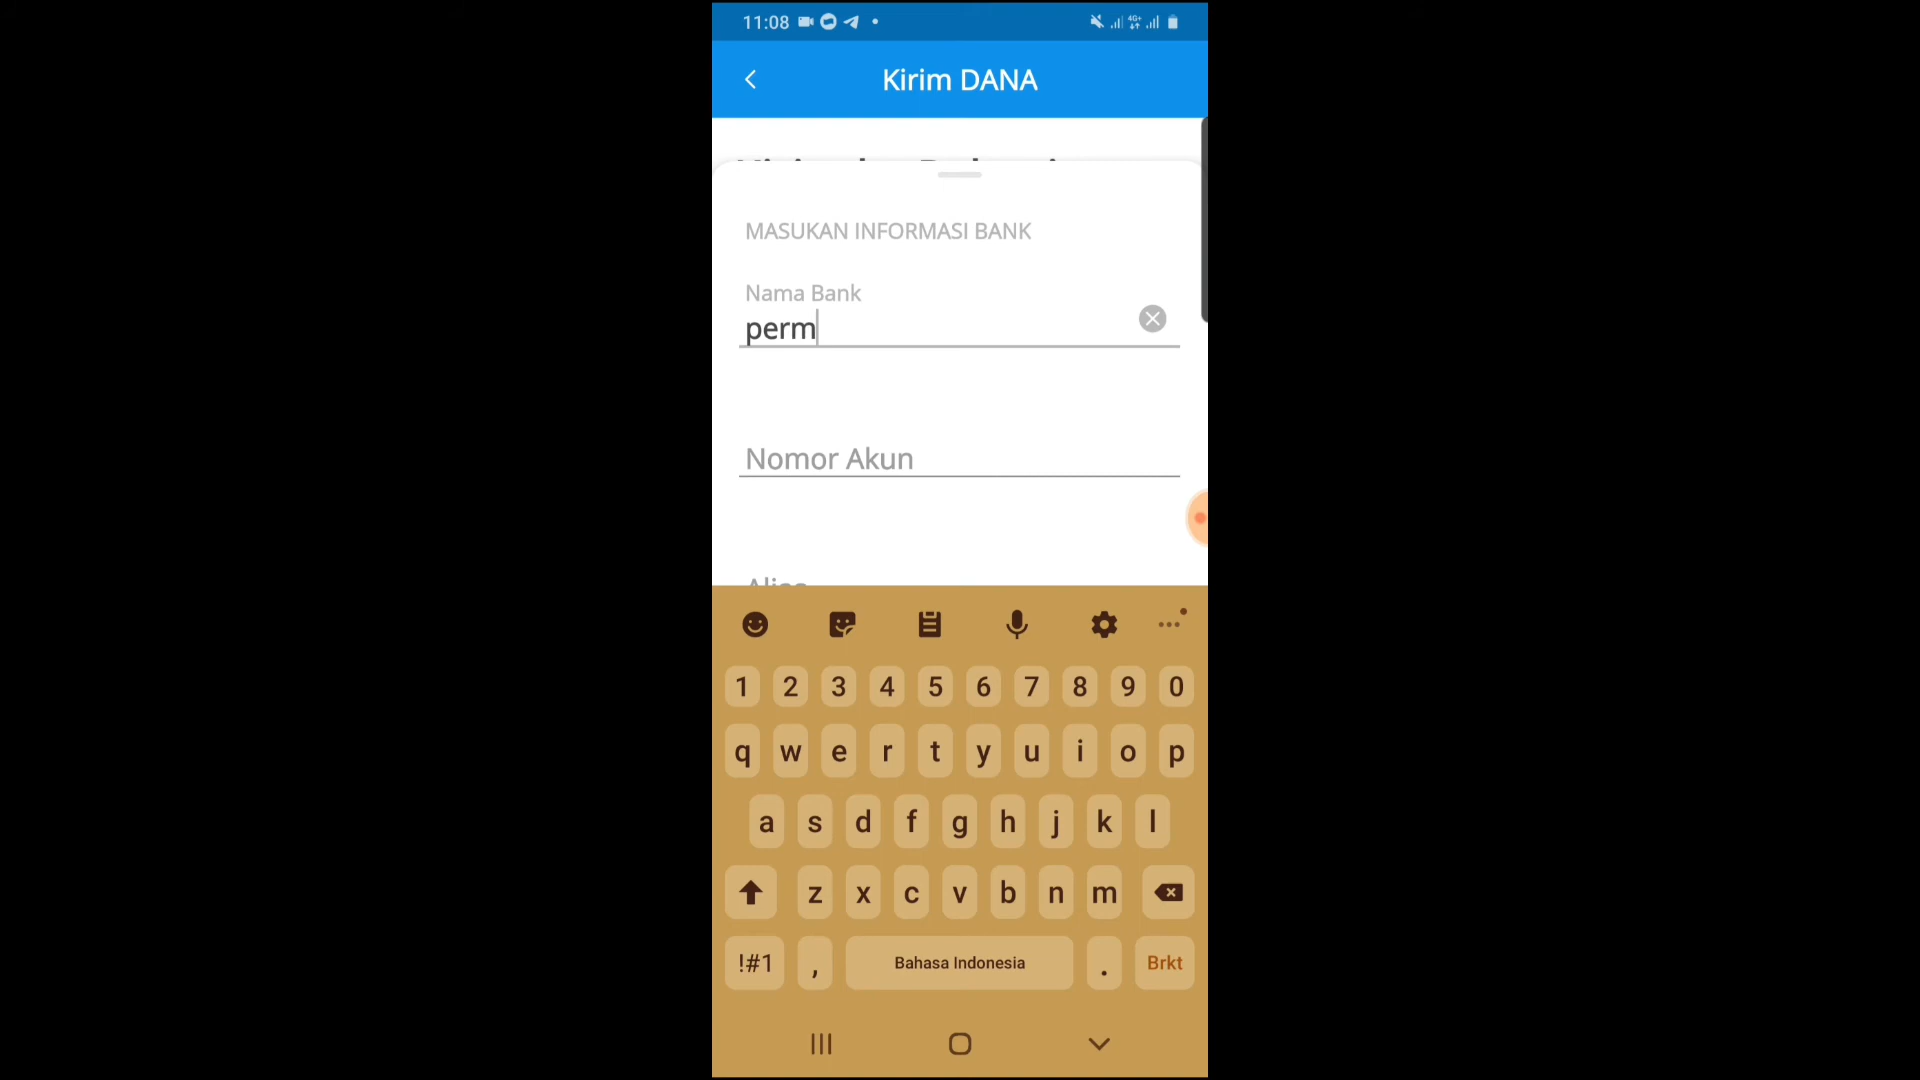 11:08
4G+
Kirim DANA
MASUKAN INFORMASI BANK
Nama Bank
perm
Nomor Akun
1 2 3 4 5 6 7 8 9 0
q w e r t y u i o p
a s d f g h j k l
z x c v b n m
!#1 , Bahasa Indonesia . Brkt